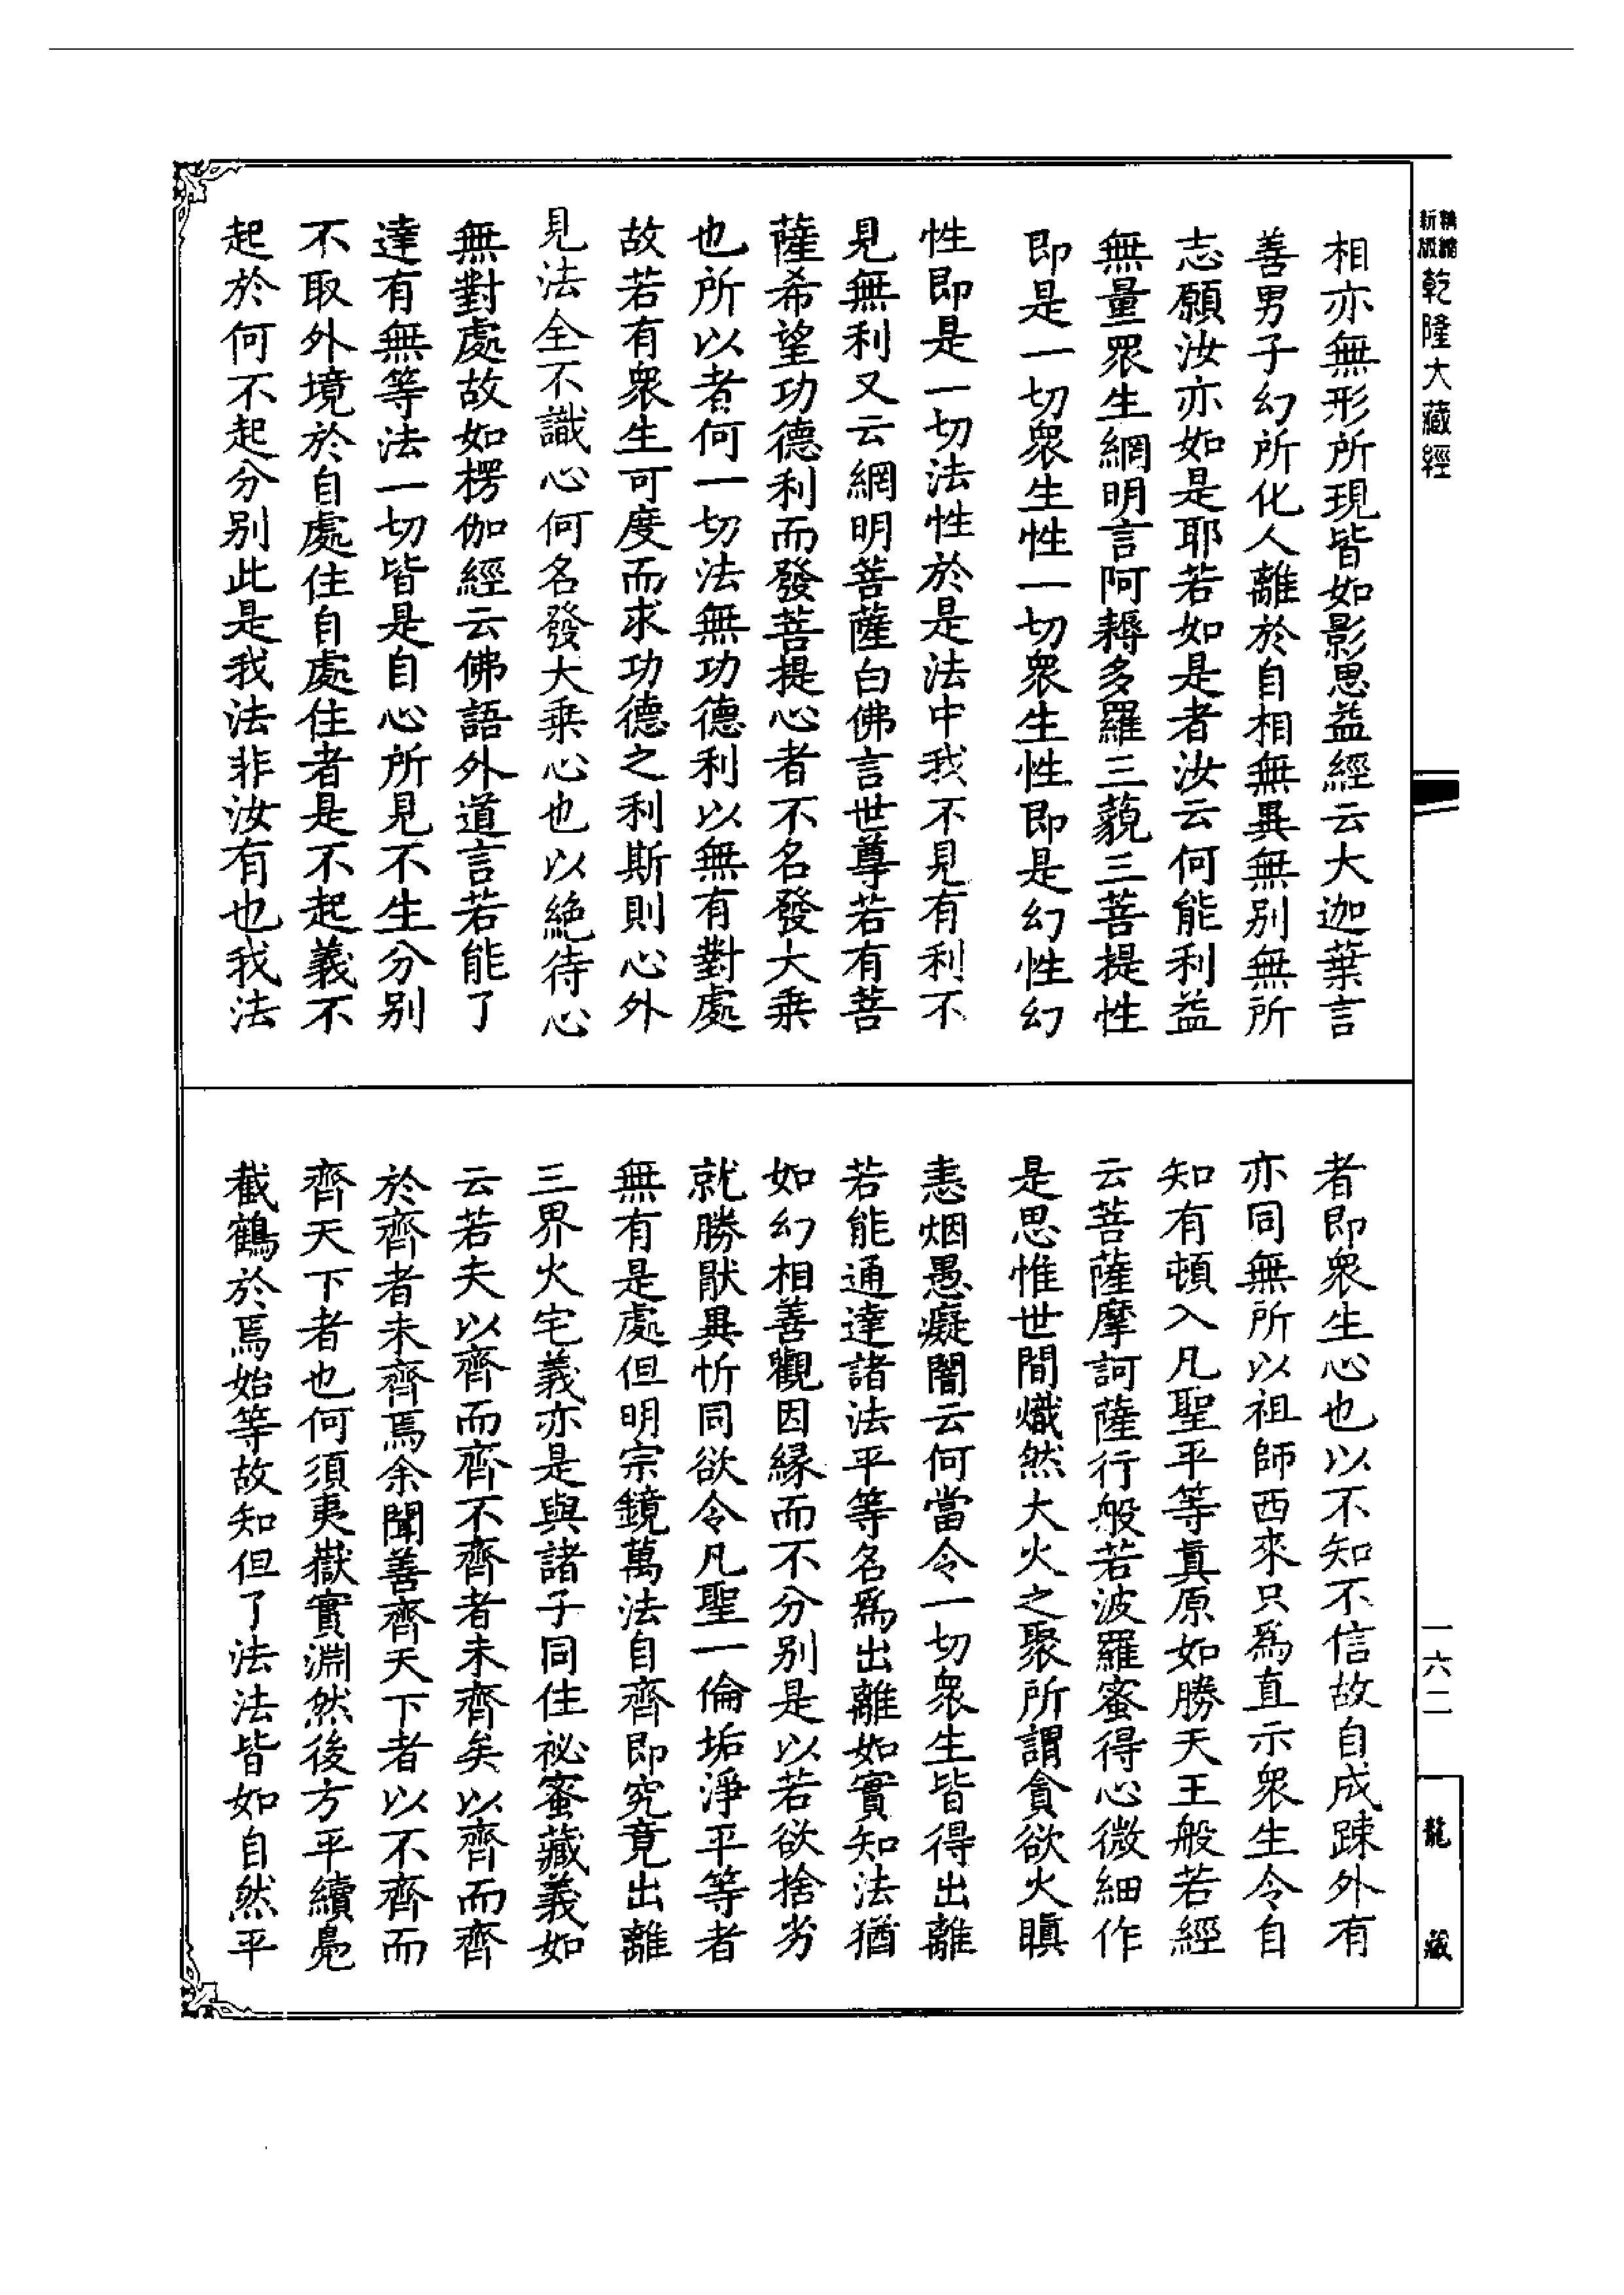 精縮新版乾隆大藏經
相亦無形所現皆如影思益經云大迦葉言
善男子幻所化人離於自相無異無別無所
志願汝亦如是耶若如是者汝云何能利益
無量眾生網明言阿耨多羅三藐三菩提性
即是一切眾生性一切眾生性即是幻性幻
性即是一切法性於是法中我不見有利不
見無利又云網明菩薩白佛言世尊若有菩
薩希望功德利而發菩提心者不名發大乗
也所以者何一切法無功德利以無有對處
故若有眾生可度而求功德之利斯則心外
見法全不識心何名發大乗心也以絶待心
無對處故如楞伽經云佛語外道言若能了
達有無等法一切皆是自心所見不生分別
不取外境於自處住自處住者是不起義不
起於何不起分別此是我法非汝有也我法
者即眾生心也以不知不信故自成踈外有
亦同無所以祖師西來只為直示眾生令自
知有頓入凡聖平等真原如勝天王般若經
云菩薩摩訶薩行般若波羅蜜得心微細作
是思惟世間熾然大火之聚所謂貪欲火瞋
恚烟愚癡闇云何當令一切眾生皆得出離
若能通達諸法平等名為出離如實知法猶
如幻相善觀因縁而不分別是以若欲捨劣
就勝猒異忻同欲令凡聖一倫垢淨平等者
無有是處但明宗鏡萬法自齊即究竟出離
三界火宅義亦是與諸子同住祕蜜藏義如
云若夫以齊而齊不齊者未齊矣以齊而齊
於齊者未齊焉余聞善齊天下者以不齊而
齊天下者也何須夷嶽實淵然後方平續鳧
截鶴於焉始等故知但了法法皆如自然平
一六二
龍藏